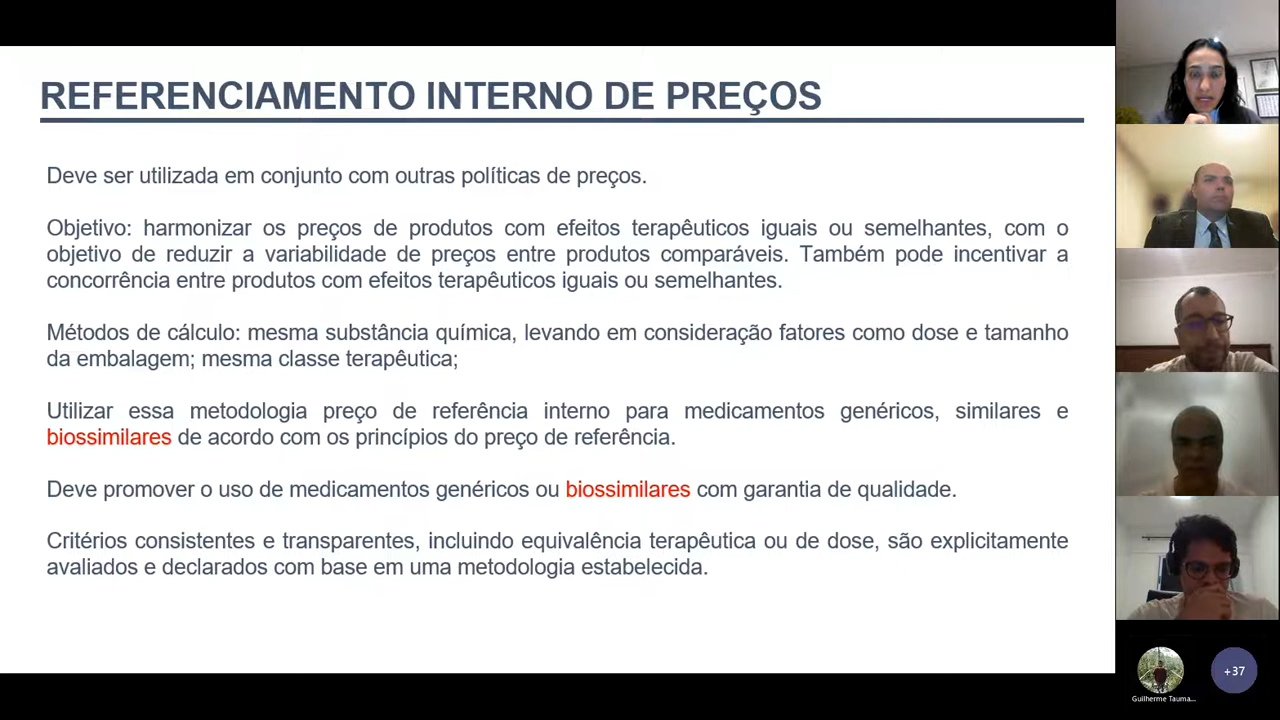 REFERENCIAMENTO INTERNO DE PREÇOS
Deve ser utilizada em conjunto com outras políticas de preços.
Objetivo: harmonizar os preços de produtos com efeitos terapêuticos iguais ou semelhantes, com o
objetivo de reduzir a variabilidade de preços entre produtos comparáveis. Também pode incentivar a
concorrência entre produtos com efeitos terapêuticos iguais ou semelhantes.
Métodos de cálculo: mesma substância química, levando em consideração fatores como dose e tamanho
da embalagem; mesma classe terapêutica;
Utilizar essa metodologia preço de referência interno para medicamentos genéricos, similares e
biossimilares de acordo com os princípios do preço de referência.
Deve promover o uso de medicamentos genéricos ou biossimilares com garantia de qualidade.
Critérios consistentes e transparentes, incluindo equivalência terapêutica ou de dose, são explicitamente
avaliados e declarados com base em uma metodologia estabelecida.
Guilherme Tauma...
+37